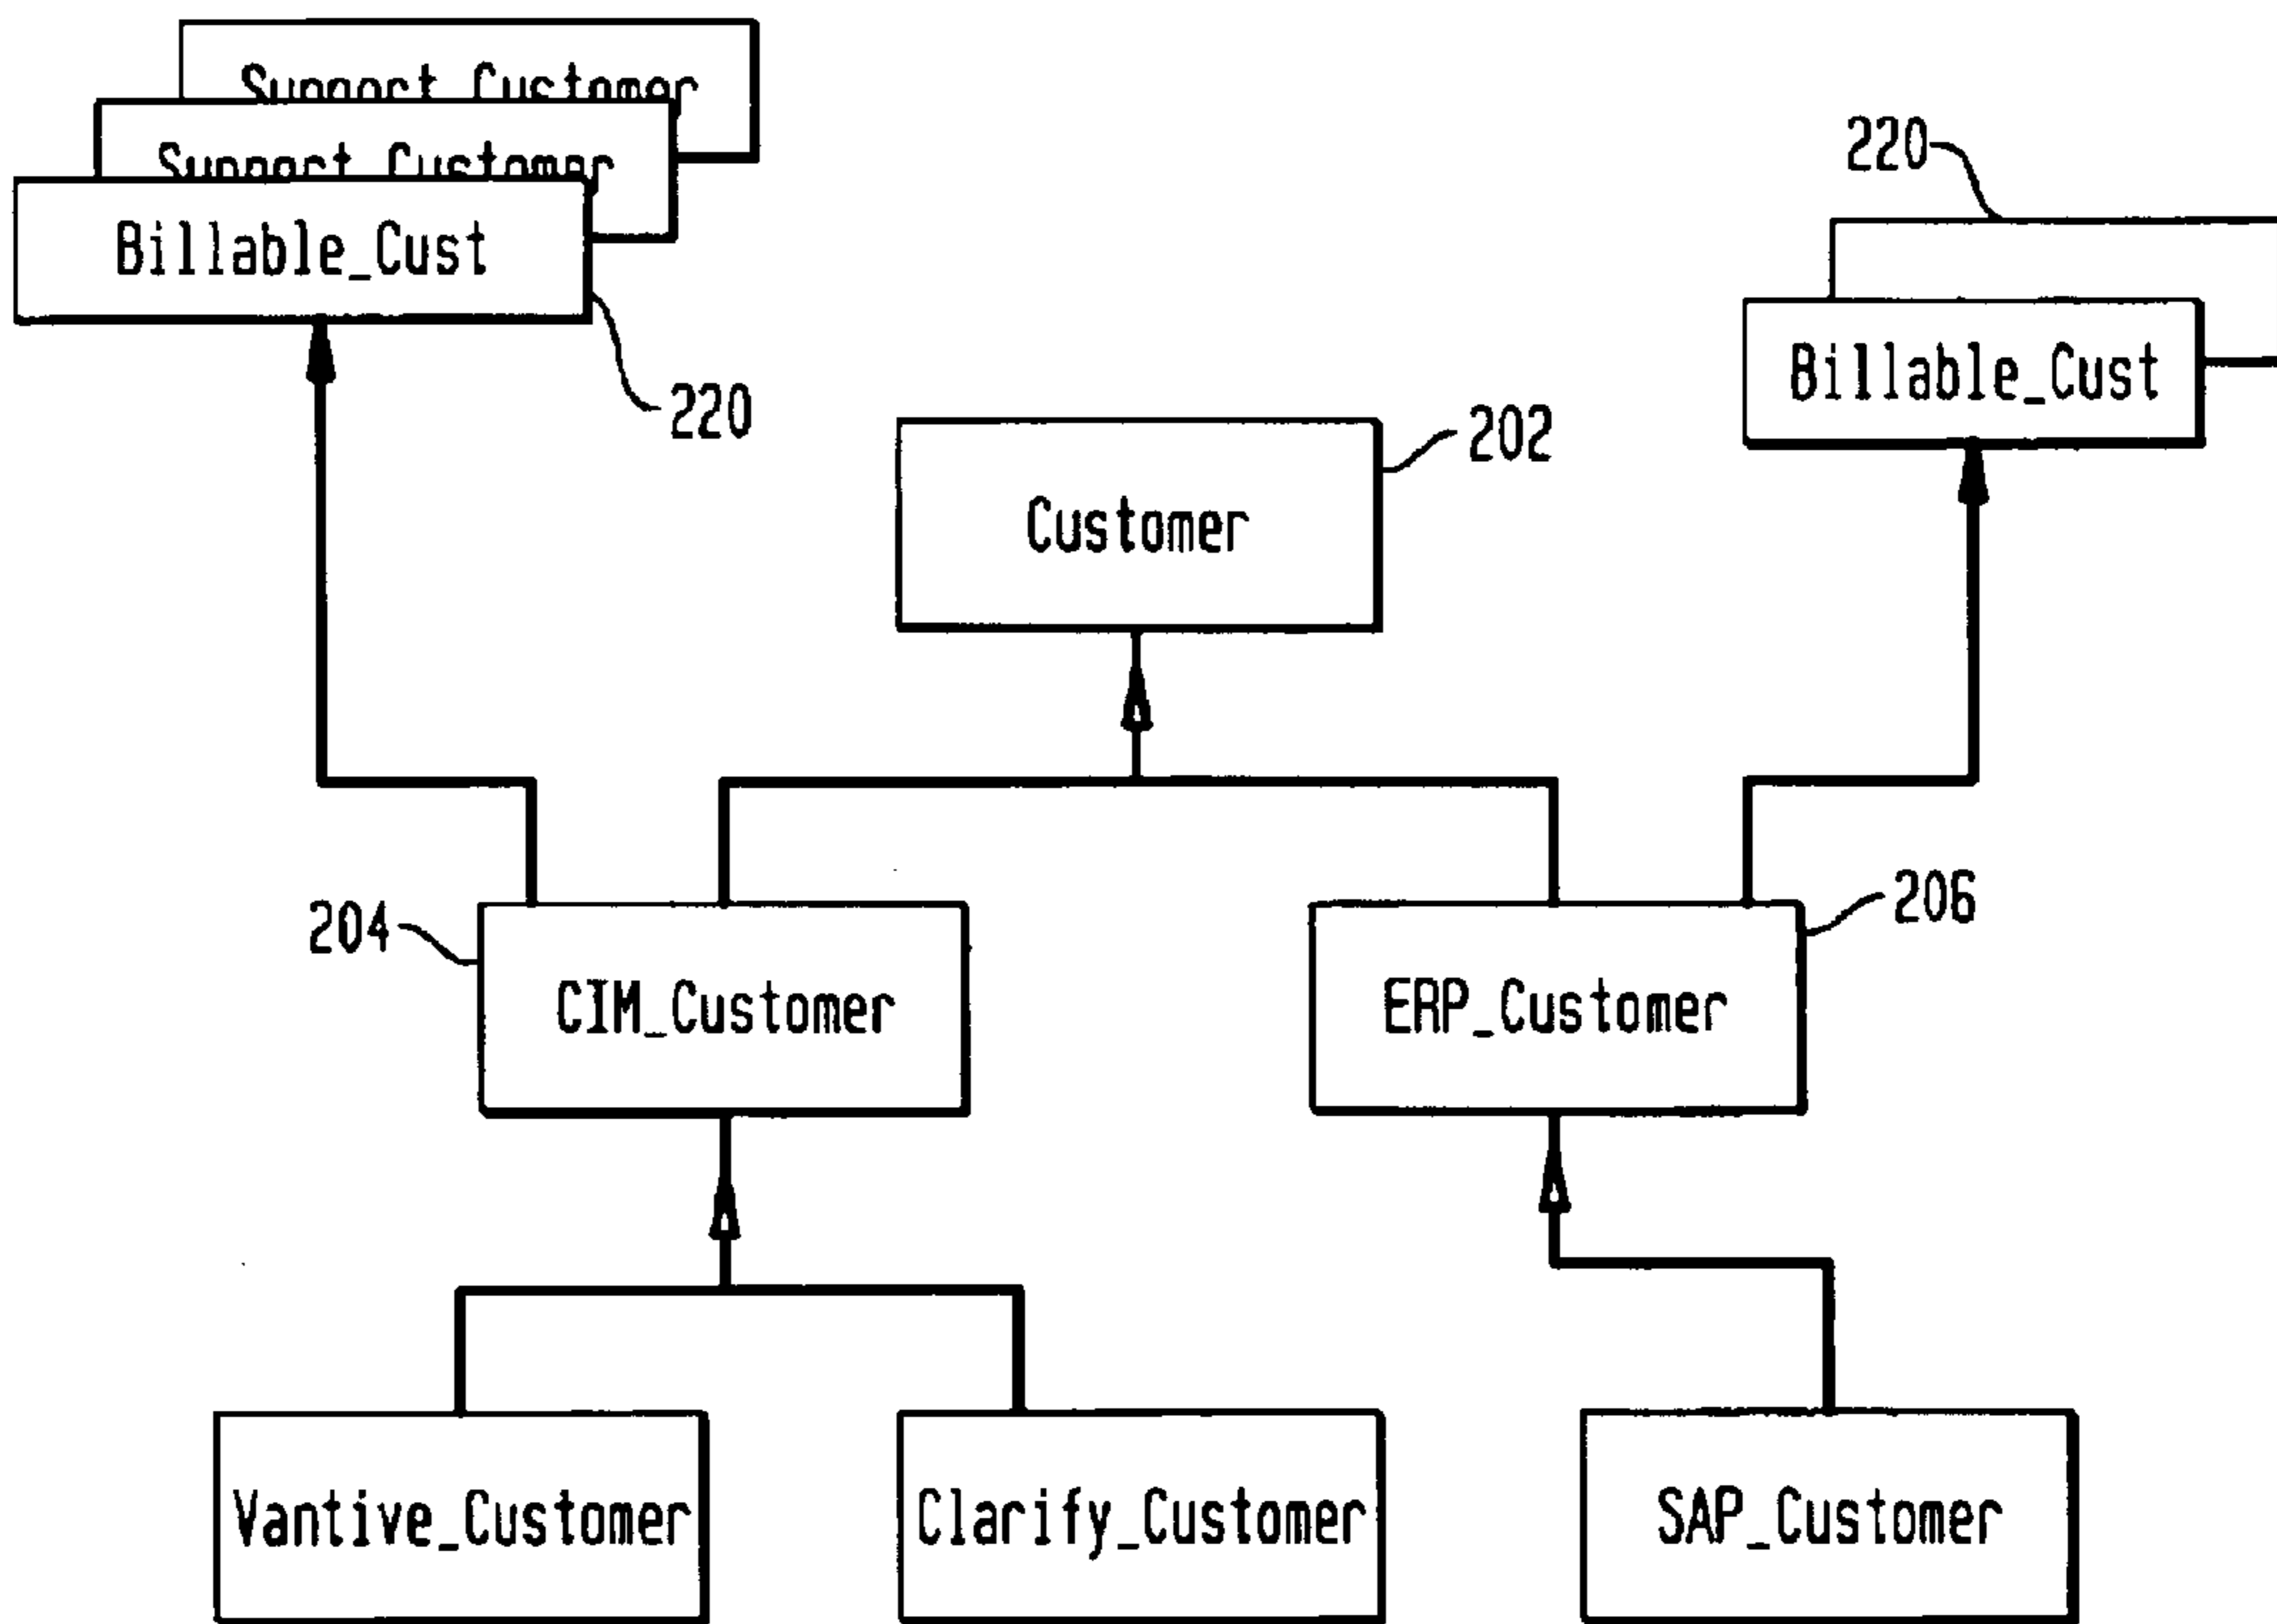 Support_Customer
Support_Customer
Billable_Cust
220
220
Billable_Cust
202
Customer
204
CIM_Customer
206
ERP_Customer
Vantive_Customer
Clarify_Customer
SAP_Customer